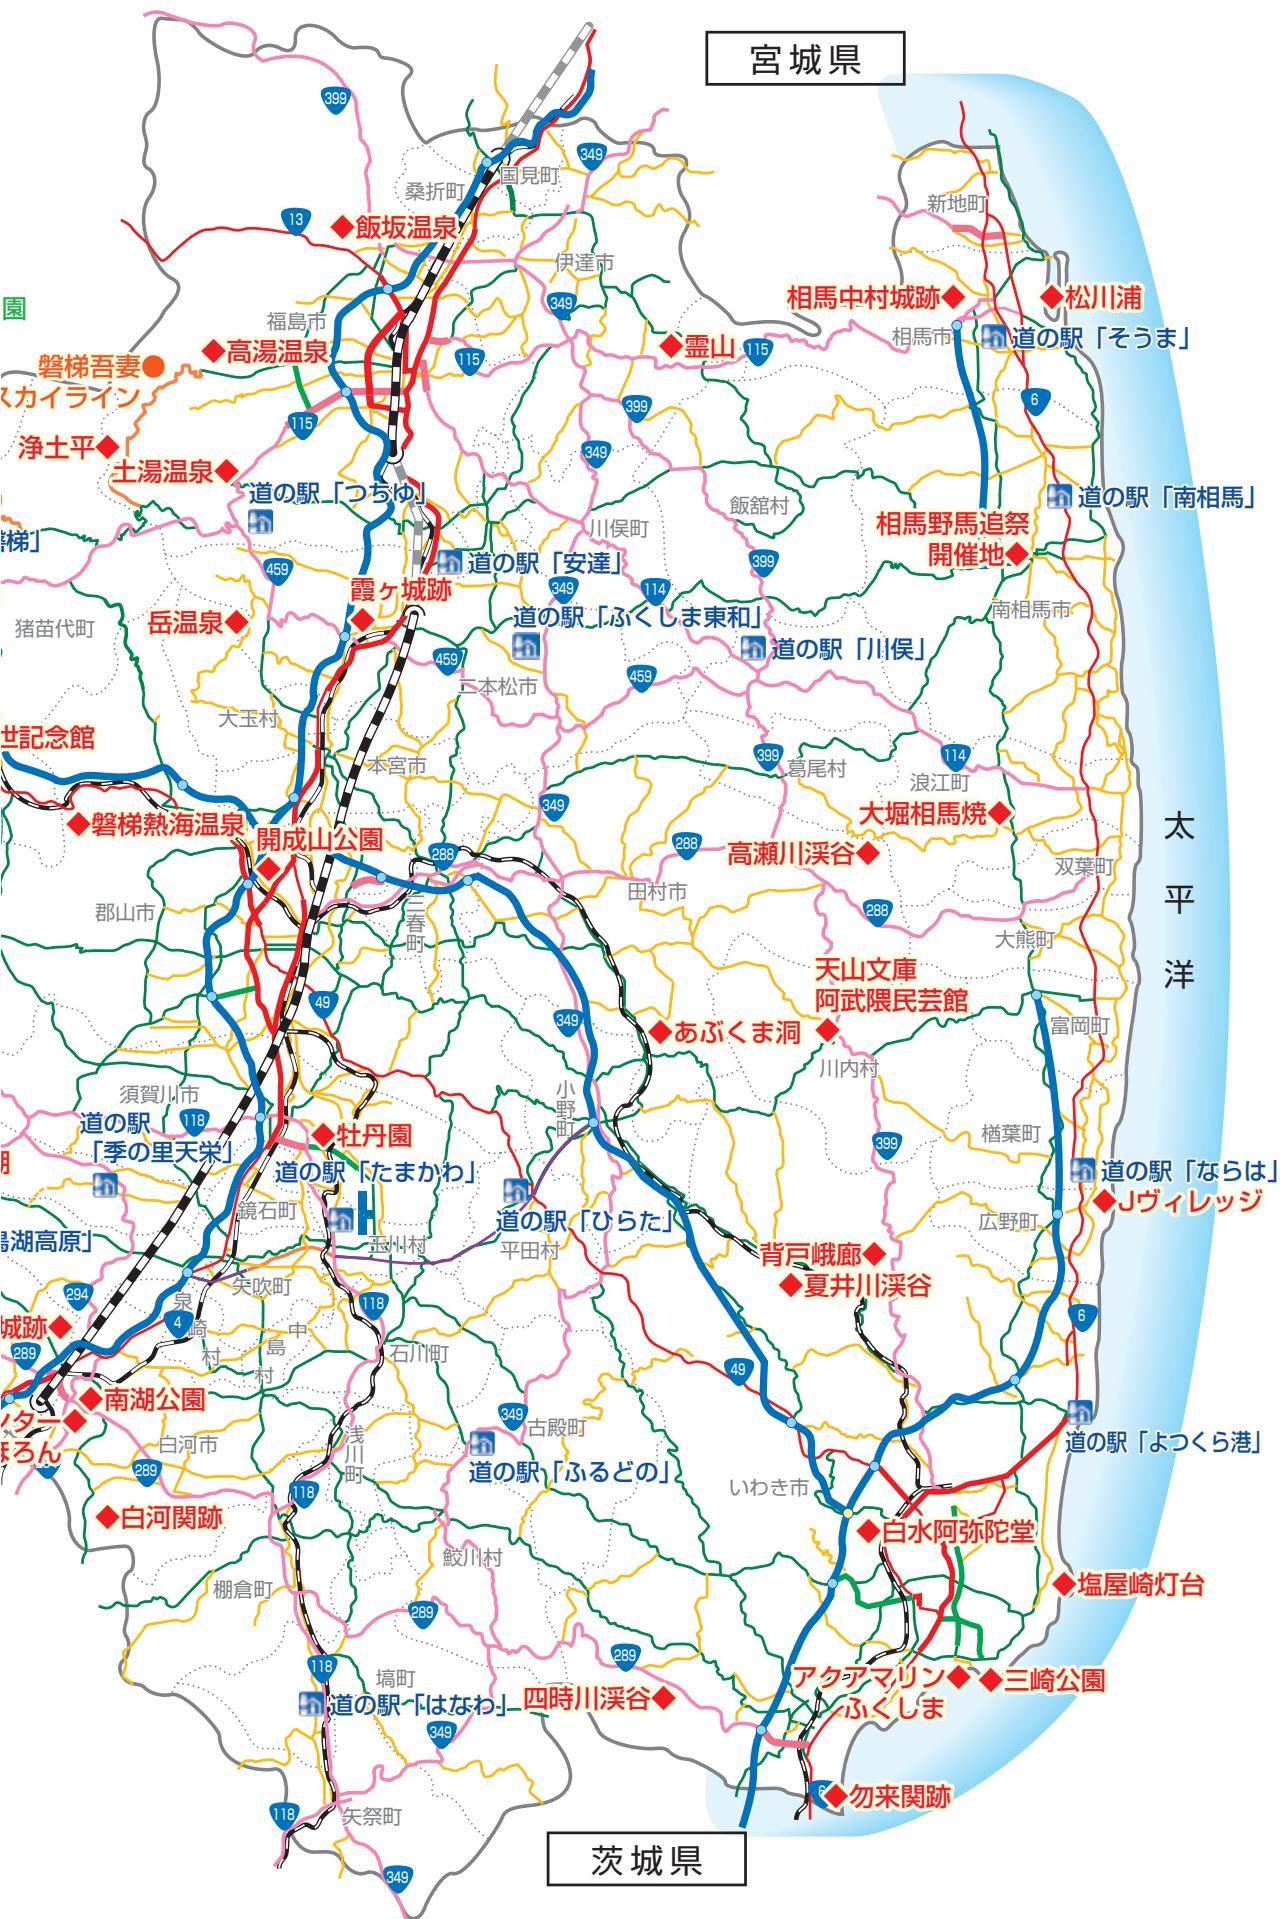 宮城県
399
349
国見町
桑折町
新地町
13
飯坂温泉
伊達市
園
349
相馬中村城跡
松川浦
福島市
相馬市
道の駅「そうま」
高湯温泉
霊山
115
115
磐梯吾妻
スカイライン
399
6
115
浄土平
349
土湯温泉
道の駅「つちゆ」
飯舘村
道の駅「南相馬」
川俣町
相馬野馬追祭
開催地
梯」
道の駅「安達」
399
459
霞ヶ城跡
349
114
南相馬市
猪苗代町
岳温泉
道の駅「ふくしま東和」
道の駅「川俣」
459
459
二本松市
大玉村
世記念館
399
114
本宮市
葛尾村
浪江町
349
大堀相馬焼
太平洋
磐梯熱海温泉
開成山公園
288
288
高瀬川渓谷
双葉町
田村市
郡山市
三春町
288
大熊町
天山文庫
阿武隈民芸館
49
349
富岡町
あぶくま洞
川内村
須賀川市
小野町
道の駅
「季の里天栄」
118
牡丹園
399
楢葉町
道の駅「たまかわ」
道の駅「ならは」
Jヴィレッジ
鏡石町
道の駅「ひらた」
広野町
湖高原」
玉川村
平田村
背戸峨廊
夏井川渓谷
矢吹町
294
泉崎村
118
6
城跡
4
中島村
289
石川町
49
南湖公園
ンター
349
古殿町
道の駅「よつくら港」
ほろん
白河市
浅川町
289
道の駅「ふるどの」
いわき市
118
白河関跡
白水阿弥陀堂
鮫川村
棚倉町
塩屋崎灯台
289
289
118
塙町
アクアマリン
ふくしま
三崎公園
道の駅「はなわ」
四時川渓谷
349
6
勿来関跡
118
矢祭町
茨城県
349